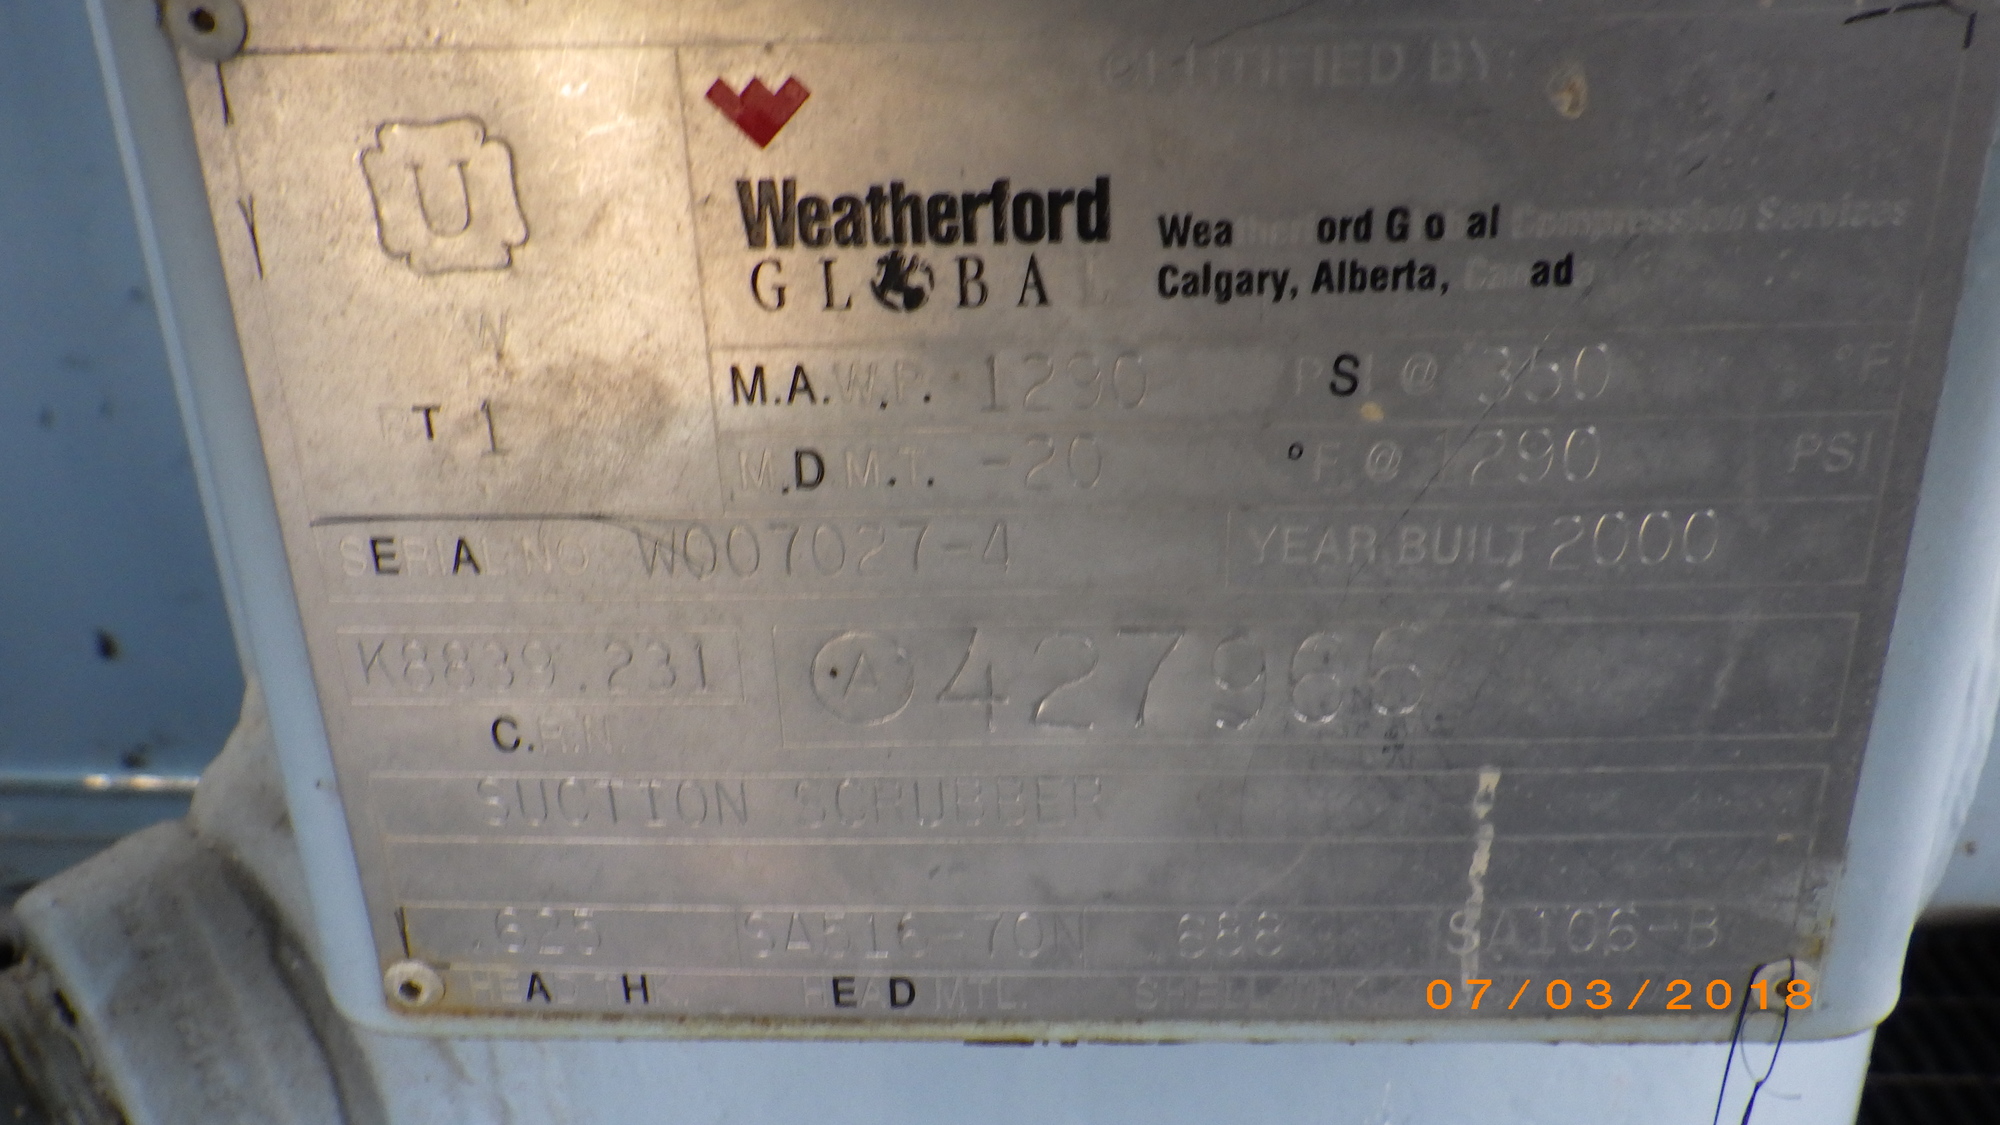 CERTIFIED BY:
U
W
RT 1
Weatherford
GLOBAL
Weatherford Global Compression Services
Calgary, Alberta, Canada
M.A.W.P. 1290 PSI @ 350 °F
M.D.M.T. -20 °F @ 1290 PSI
SERIAL NO. W007027-4 YEAR BUILT 2000
K8839.231 A 427986
C.R.N.
SUCTION SCRUBBER
.625 SA516-70N .688 SA106-B
HEAD THK. HEAD MTL. SHELL THK.
07/03/2018